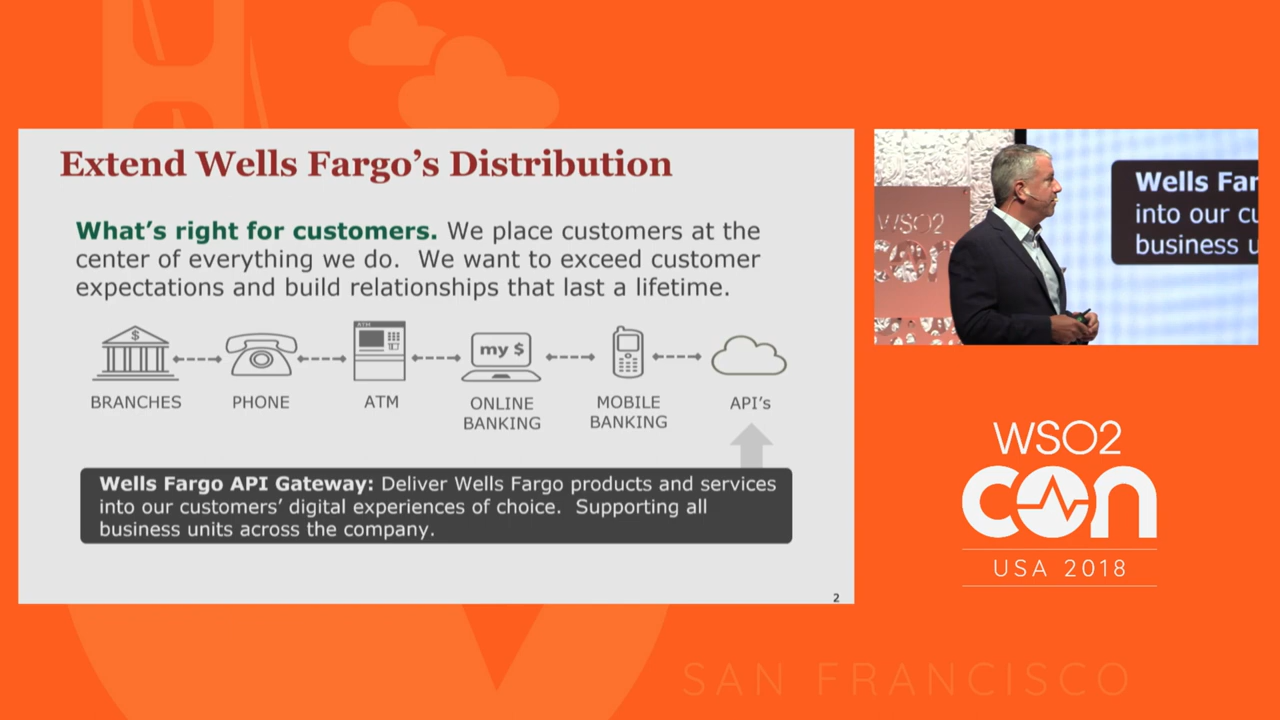 Extend Wells Fargo's Distribution
What's right for customers. We place customers at the
center of everything we do. We want to exceed customer
expectations and build relationships that last a lifetime.
$
ATM
my $
BRANCHES
PHONE
ATM
ONLINE
BANKING
MOBILE
BANKING
API's
Wells Fargo API Gateway: Deliver Wells Fargo products and services
into our customers' digital experiences of choice. Supporting all
business units across the company.
2
WSO2
CON
Wells Far
into our cu
business u
WSO2
CON
USA 2018
SAN FRANCISCO